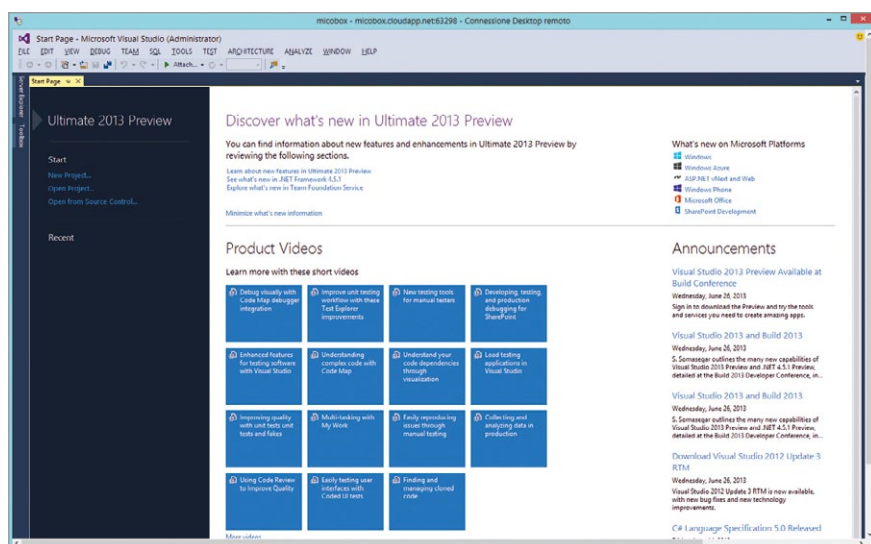 micobox - micobox.cloudapp.net:63298 - Connessione Desktop remoto
Start Page - Microsoft Visual Studio (Administrator)
FILE EDIT VIEW DEBUG TEAM SQL TOOLS TEST ARCHITECTURE ANALYZE WINDOW HELP
Attach...
Server Explorer
Toolbox
Start Page
Ultimate 2013 Preview
Start
New Project...
Open Project...
Open from Source Control...
Recent
Discover what's new in Ultimate 2013 Preview
You can find information about new features and enhancements in Ultimate 2013 Preview by
reviewing the following sections.
Learn about new features in Ultimate 2013 Preview
See what's new in .NET Framework 4.5.1
Explore what's new in Team Foundation Service
Minimize what's new information
What's new on Microsoft Platforms
Windows
Windows Azure
ASP.NET vNext and Web
Windows Phone
Microsoft Office
SharePoint Development
Product Videos
Learn more with these short videos
Debug visually with
Code Map debugger
integration
Improve unit testing
workflow with these
Test Explorer
improvements
New testing tools
for manual testers
Developing, testing,
and production
debugging for
SharePoint
Enhanced features
for testing software
with Visual Studio
Understanding
complex code with
Code Map
Understand your
code dependencies
through
visualization
Load testing
applications in
Visual Studio
Improving quality
with unit tests unit
tests and fakes
Multi-tasking with
My Work
Easily reproducing
issues through
manual testing
Collecting and
analyzing data in
production
Using Code Review
to Improve Quality
Easily testing user
interfaces with
Coded UI tests
Finding and
managing cloned
code
More videos
Announcements
Visual Studio 2013 Preview Available at
Build Conference
Wednesday, June 26, 2013
Sign in to download the Preview and try the tools
and services you need to create amazing apps.
Visual Studio 2013 and Build 2013
Wednesday, June 26, 2013
S. Somasegar outlines the many new capabilities of
Visual Studio 2013 Preview and .NET 4.5.1 Preview,
detailed at the Build 2013 Developer Conference, in...
Visual Studio 2013 and Build 2013
Wednesday, June 26, 2013
S. Somasegar outlines the many new capabilities of
Visual Studio 2013 Preview and .NET 4.5.1 Preview,
detailed at the Build 2013 Developer Conference, in...
Download Visual Studio 2012 Update 3
RTM
Wednesday, June 26, 2013
Visual Studio 2012 Update 3 RTM is now available,
with new bug fixes and new technology
improvements.
C# Language Specification 5.0 Released